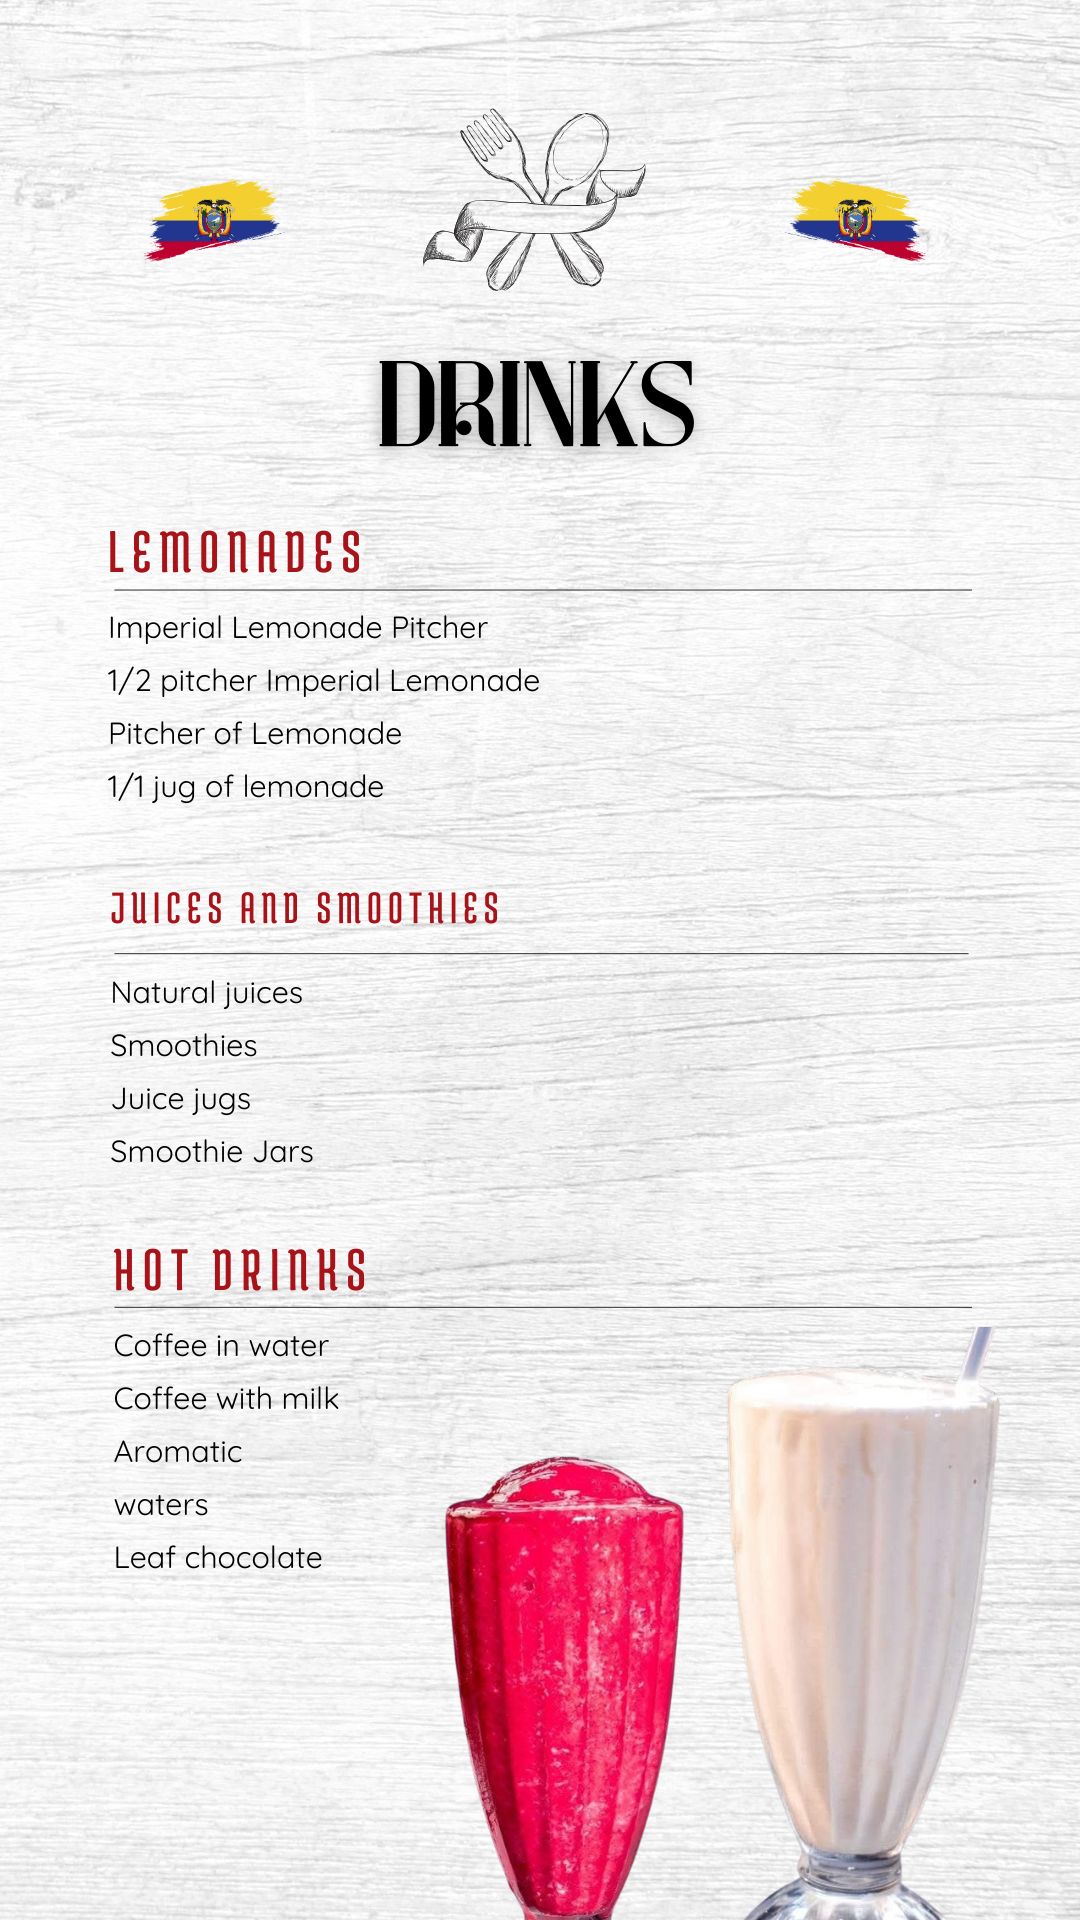 DRINKS
LEMONADES
Imperial Lemonade Pitcher
1/2 pitcher Imperial Lemonade
Pitcher of Lemonade
1/1 jug of lemonade
JUICES AND SMOOTHIES
Natural juices
Smoothies
Juice jugs
Smoothie Jars
HOT DRINKS
Coffee in water
Coffee with milk
Aromatic
waters
Leaf chocolate